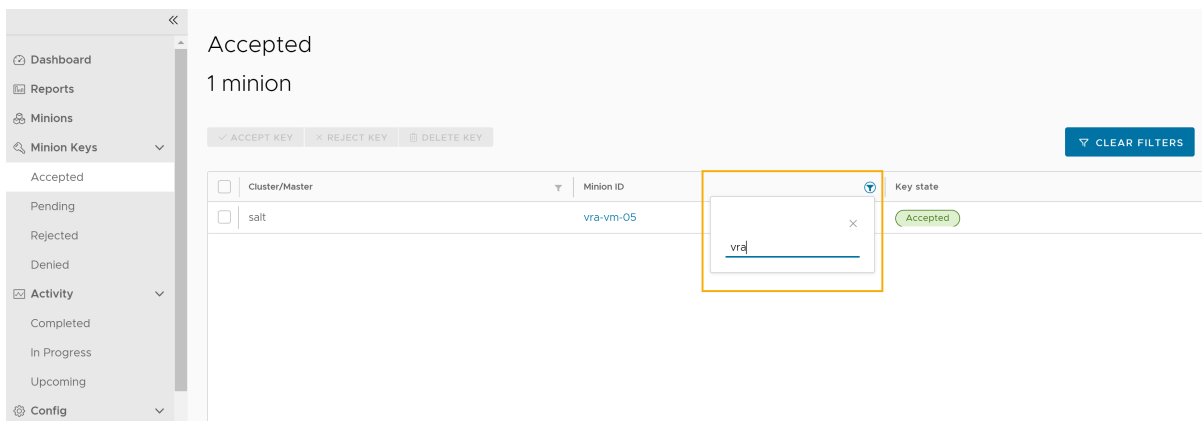 Dashboard
Reports
Minions
Minion Keys
Accepted
Pending
Rejected
Denied
Activity
Completed
In Progress
Upcoming
Config
Accepted
1 minion
ACCEPT KEY REJECT KEY DELETE KEY
CLEAR FILTERS
Cluster/Master Minion ID Key state
salt vra-vm-05 Accepted
vra